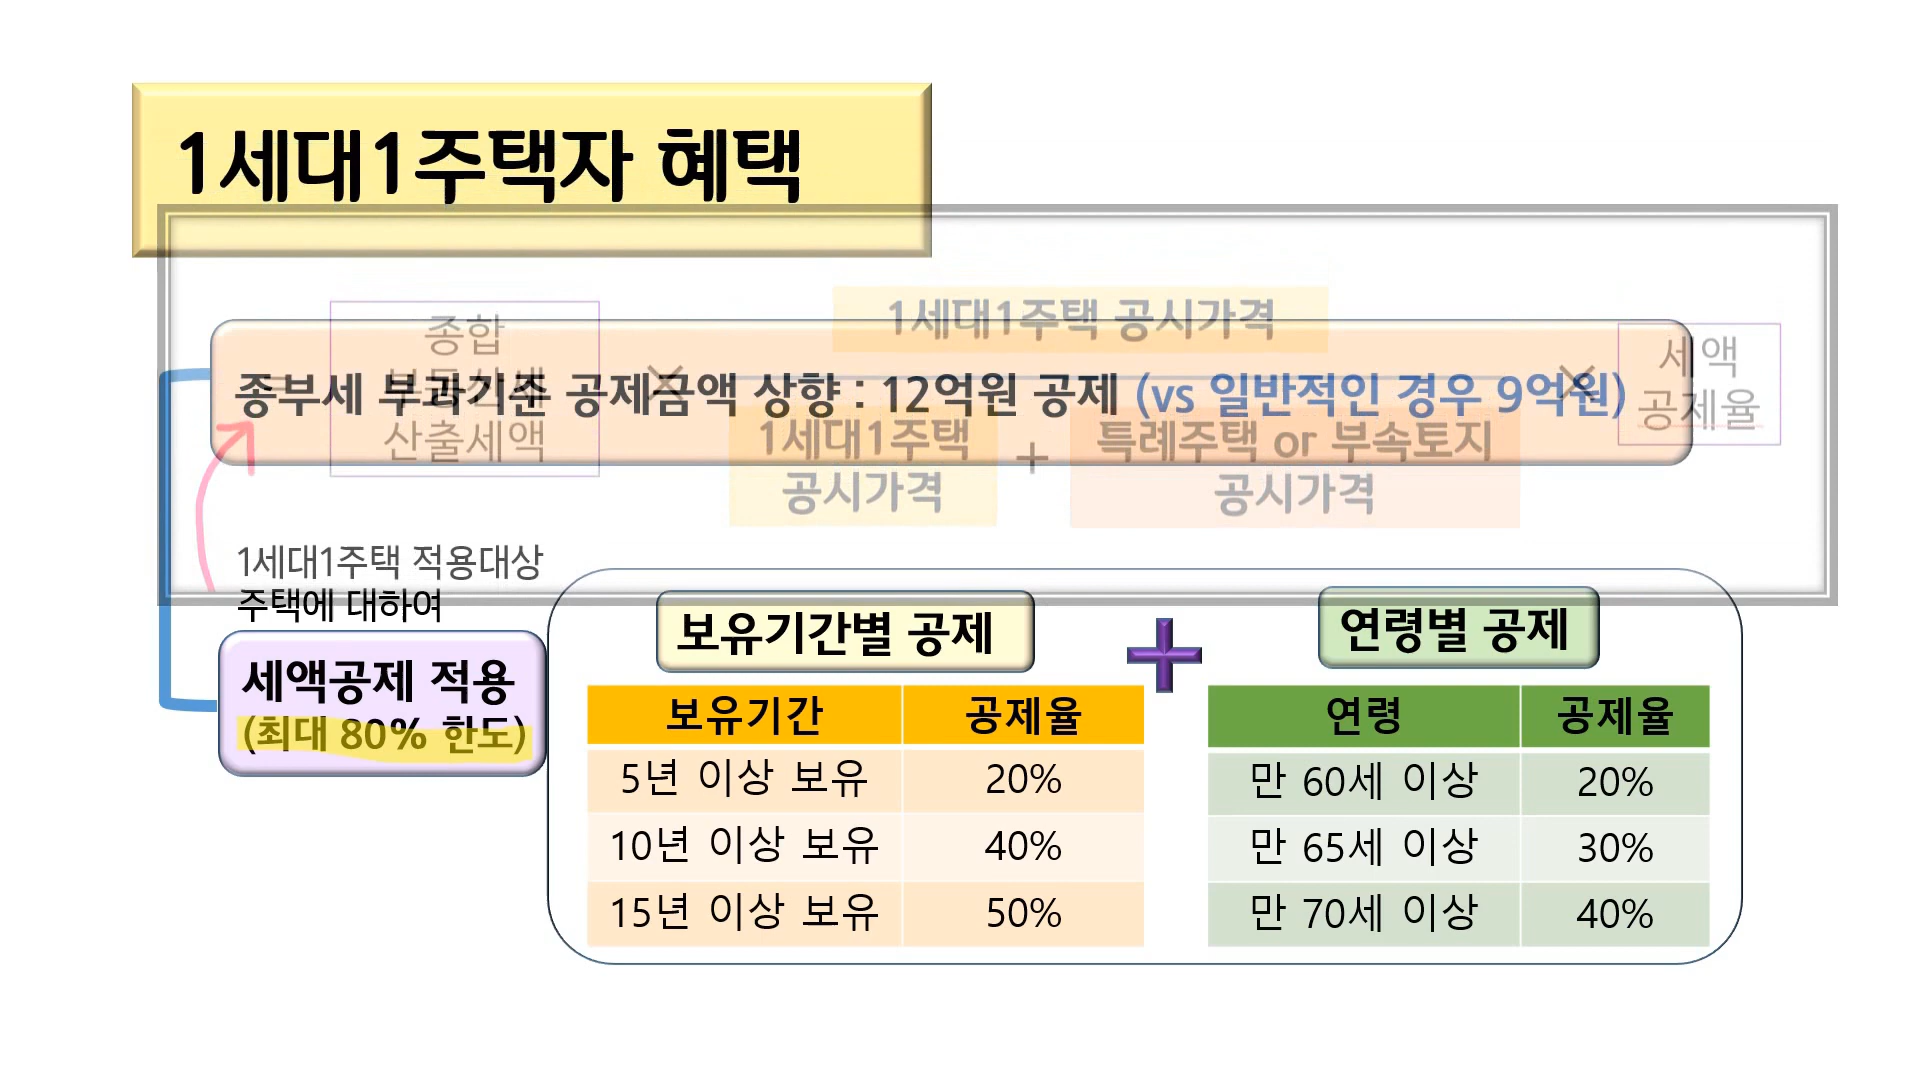 1세대1주택자 혜택
1세대1주택 공시가격
종합
부동산세
산출세액
×
×
세액
공제율
종부세 부과기준 공제금액 상향 : 12억원 공제 (vs 일반적인 경우 9억원)
1세대1주택
공시가격
+
특례주택 or 부속토지
공시가격
1세대1주택 적용대상
주택에 대하여
세액공제 적용
(최대 80% 한도)
보유기간별 공제
연령별 공제
보유기간 공제율
5년 이상 보유 20%
10년 이상 보유 40%
15년 이상 보유 50%
연령 공제율
만 60세 이상 20%
만 65세 이상 30%
만 70세 이상 40%